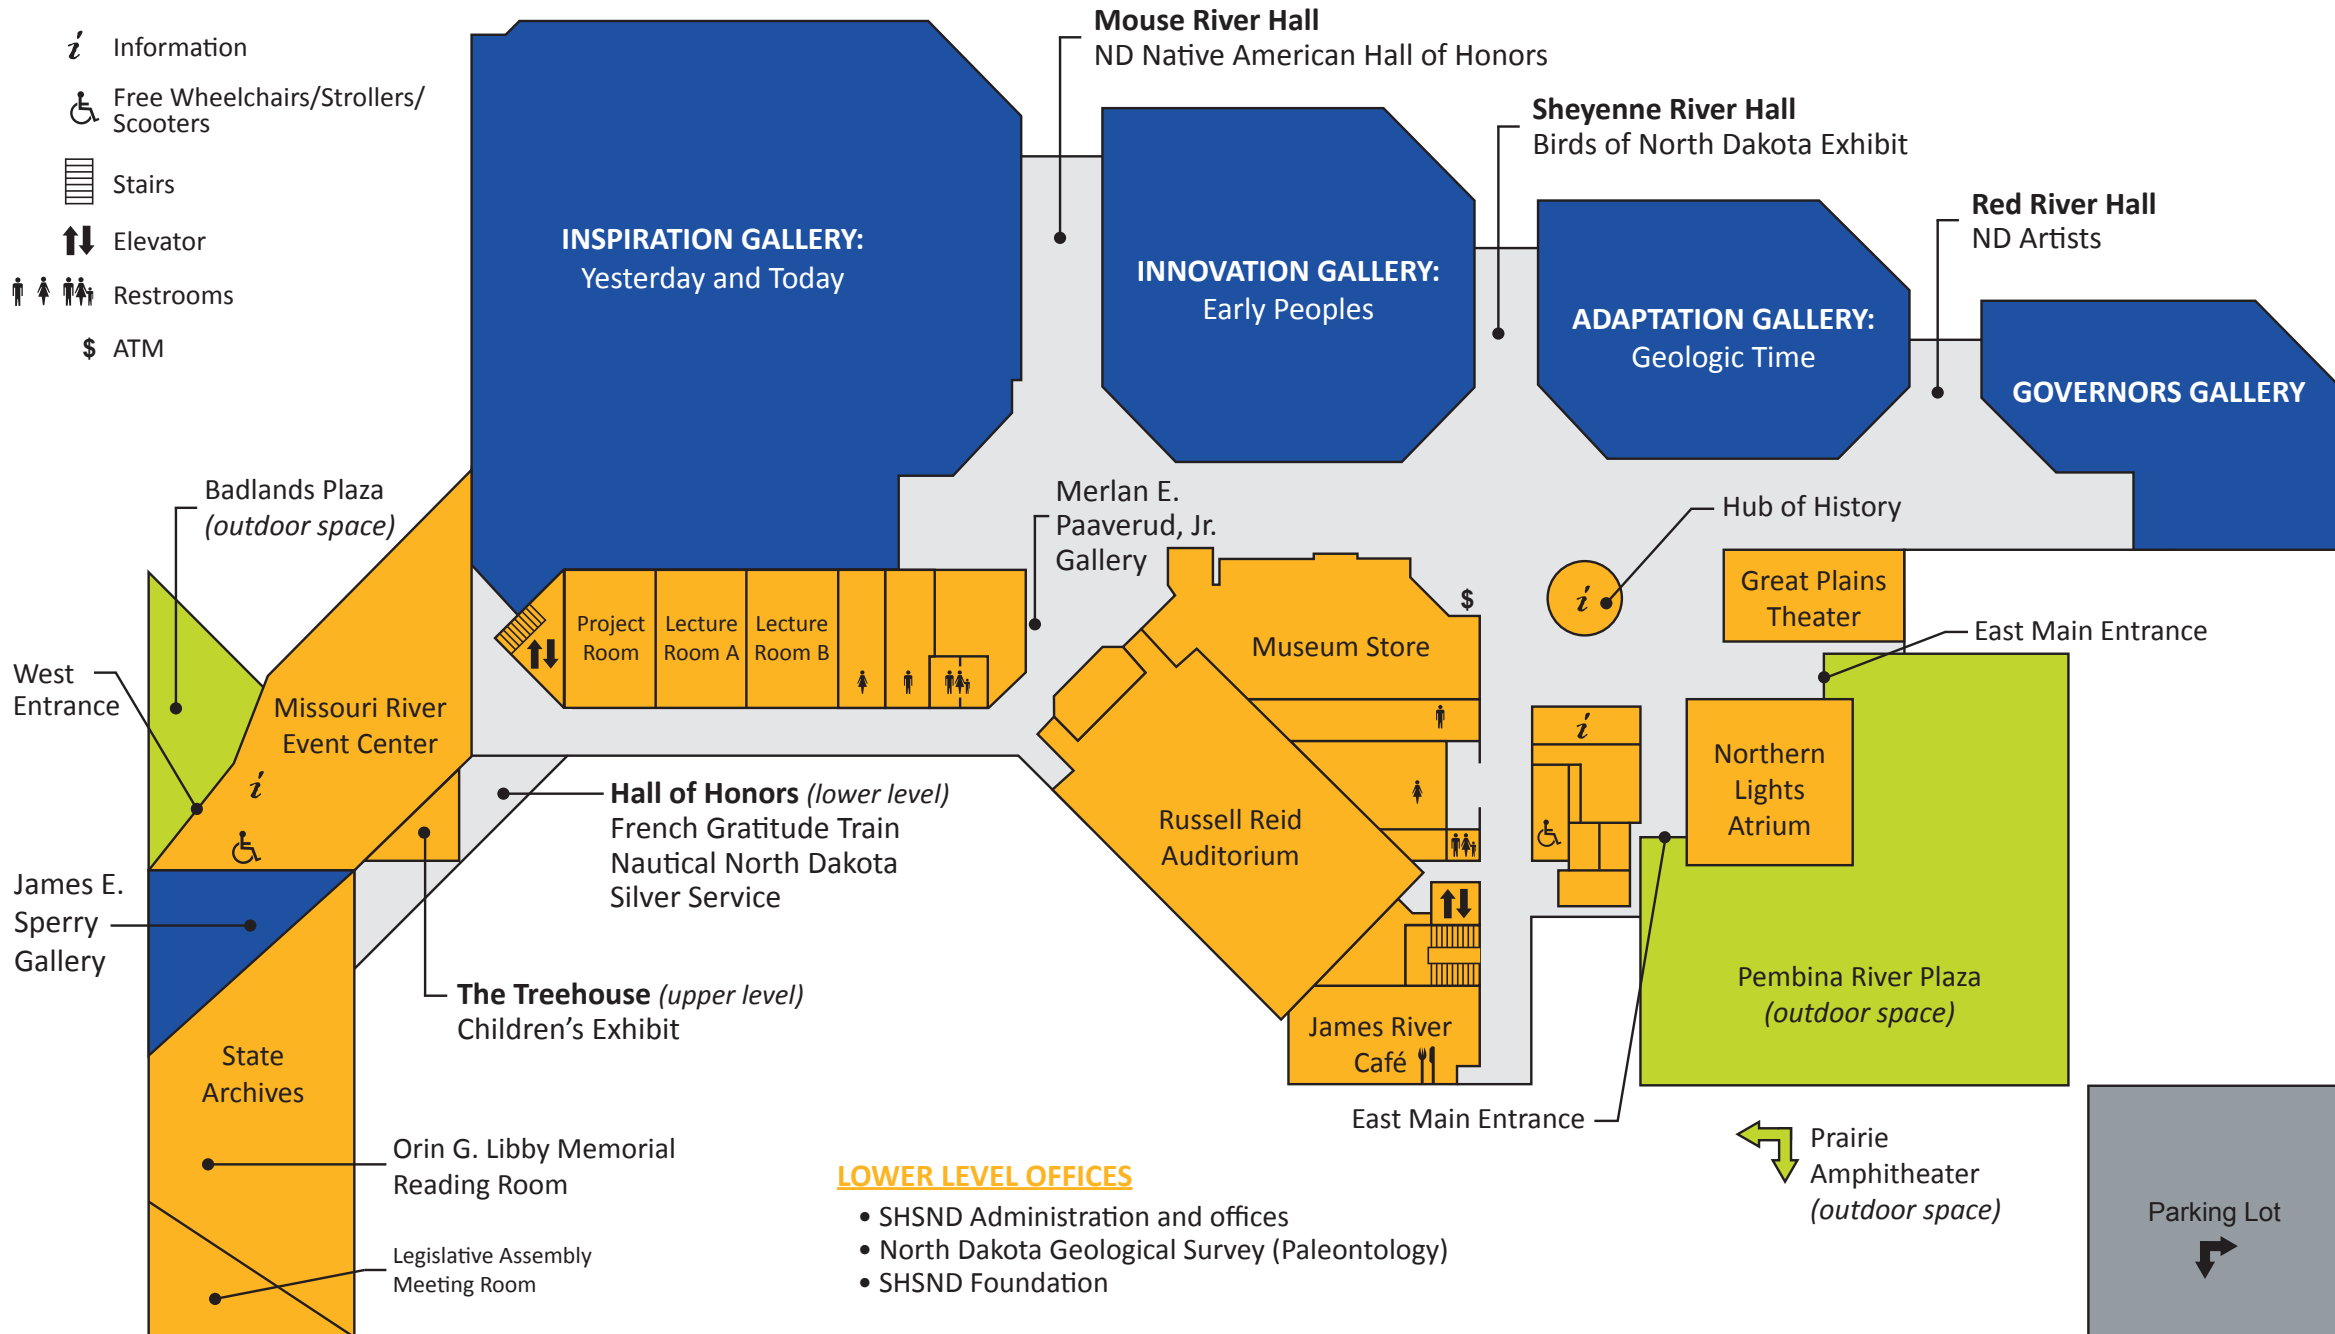 i Information
Free Wheelchairs/Strollers/
Scooters
Stairs
Elevator
Restrooms
$ ATM
Mouse River Hall
ND Native American Hall of Honors
Sheyenne River Hall
Birds of North Dakota Exhibit
Red River Hall
ND Artists
INSPIRATION GALLERY:
Yesterday and Today
INNOVATION GALLERY:
Early Peoples
ADAPTATION GALLERY:
Geologic Time
GOVERNORS GALLERY
Badlands Plaza
(outdoor space)
Merlan E.
Paaverud, Jr.
Gallery
Hub of History
i
Great Plains
Theater
East Main Entrance
Project
Room
Lecture
Room A
Lecture
Room B
$
Museum Store
West
Entrance
Missouri River
Event Center
i
i
Northern
Lights
Atrium
Hall of Honors (lower level)
French Gratitude Train
Nautical North Dakota
Silver Service
Russell Reid
Auditorium
James E.
Sperry
Gallery
The Treehouse (upper level)
Children's Exhibit
Pembina River Plaza
(outdoor space)
James River
Café
State
Archives
East Main Entrance
Orin G. Libby Memorial
Reading Room
Legislative Assembly
Meeting Room
LOWER LEVEL OFFICES
• SHSND Administration and offices
• North Dakota Geological Survey (Paleontology)
• SHSND Foundation
Prairie
Amphitheater
(outdoor space)
Parking Lot